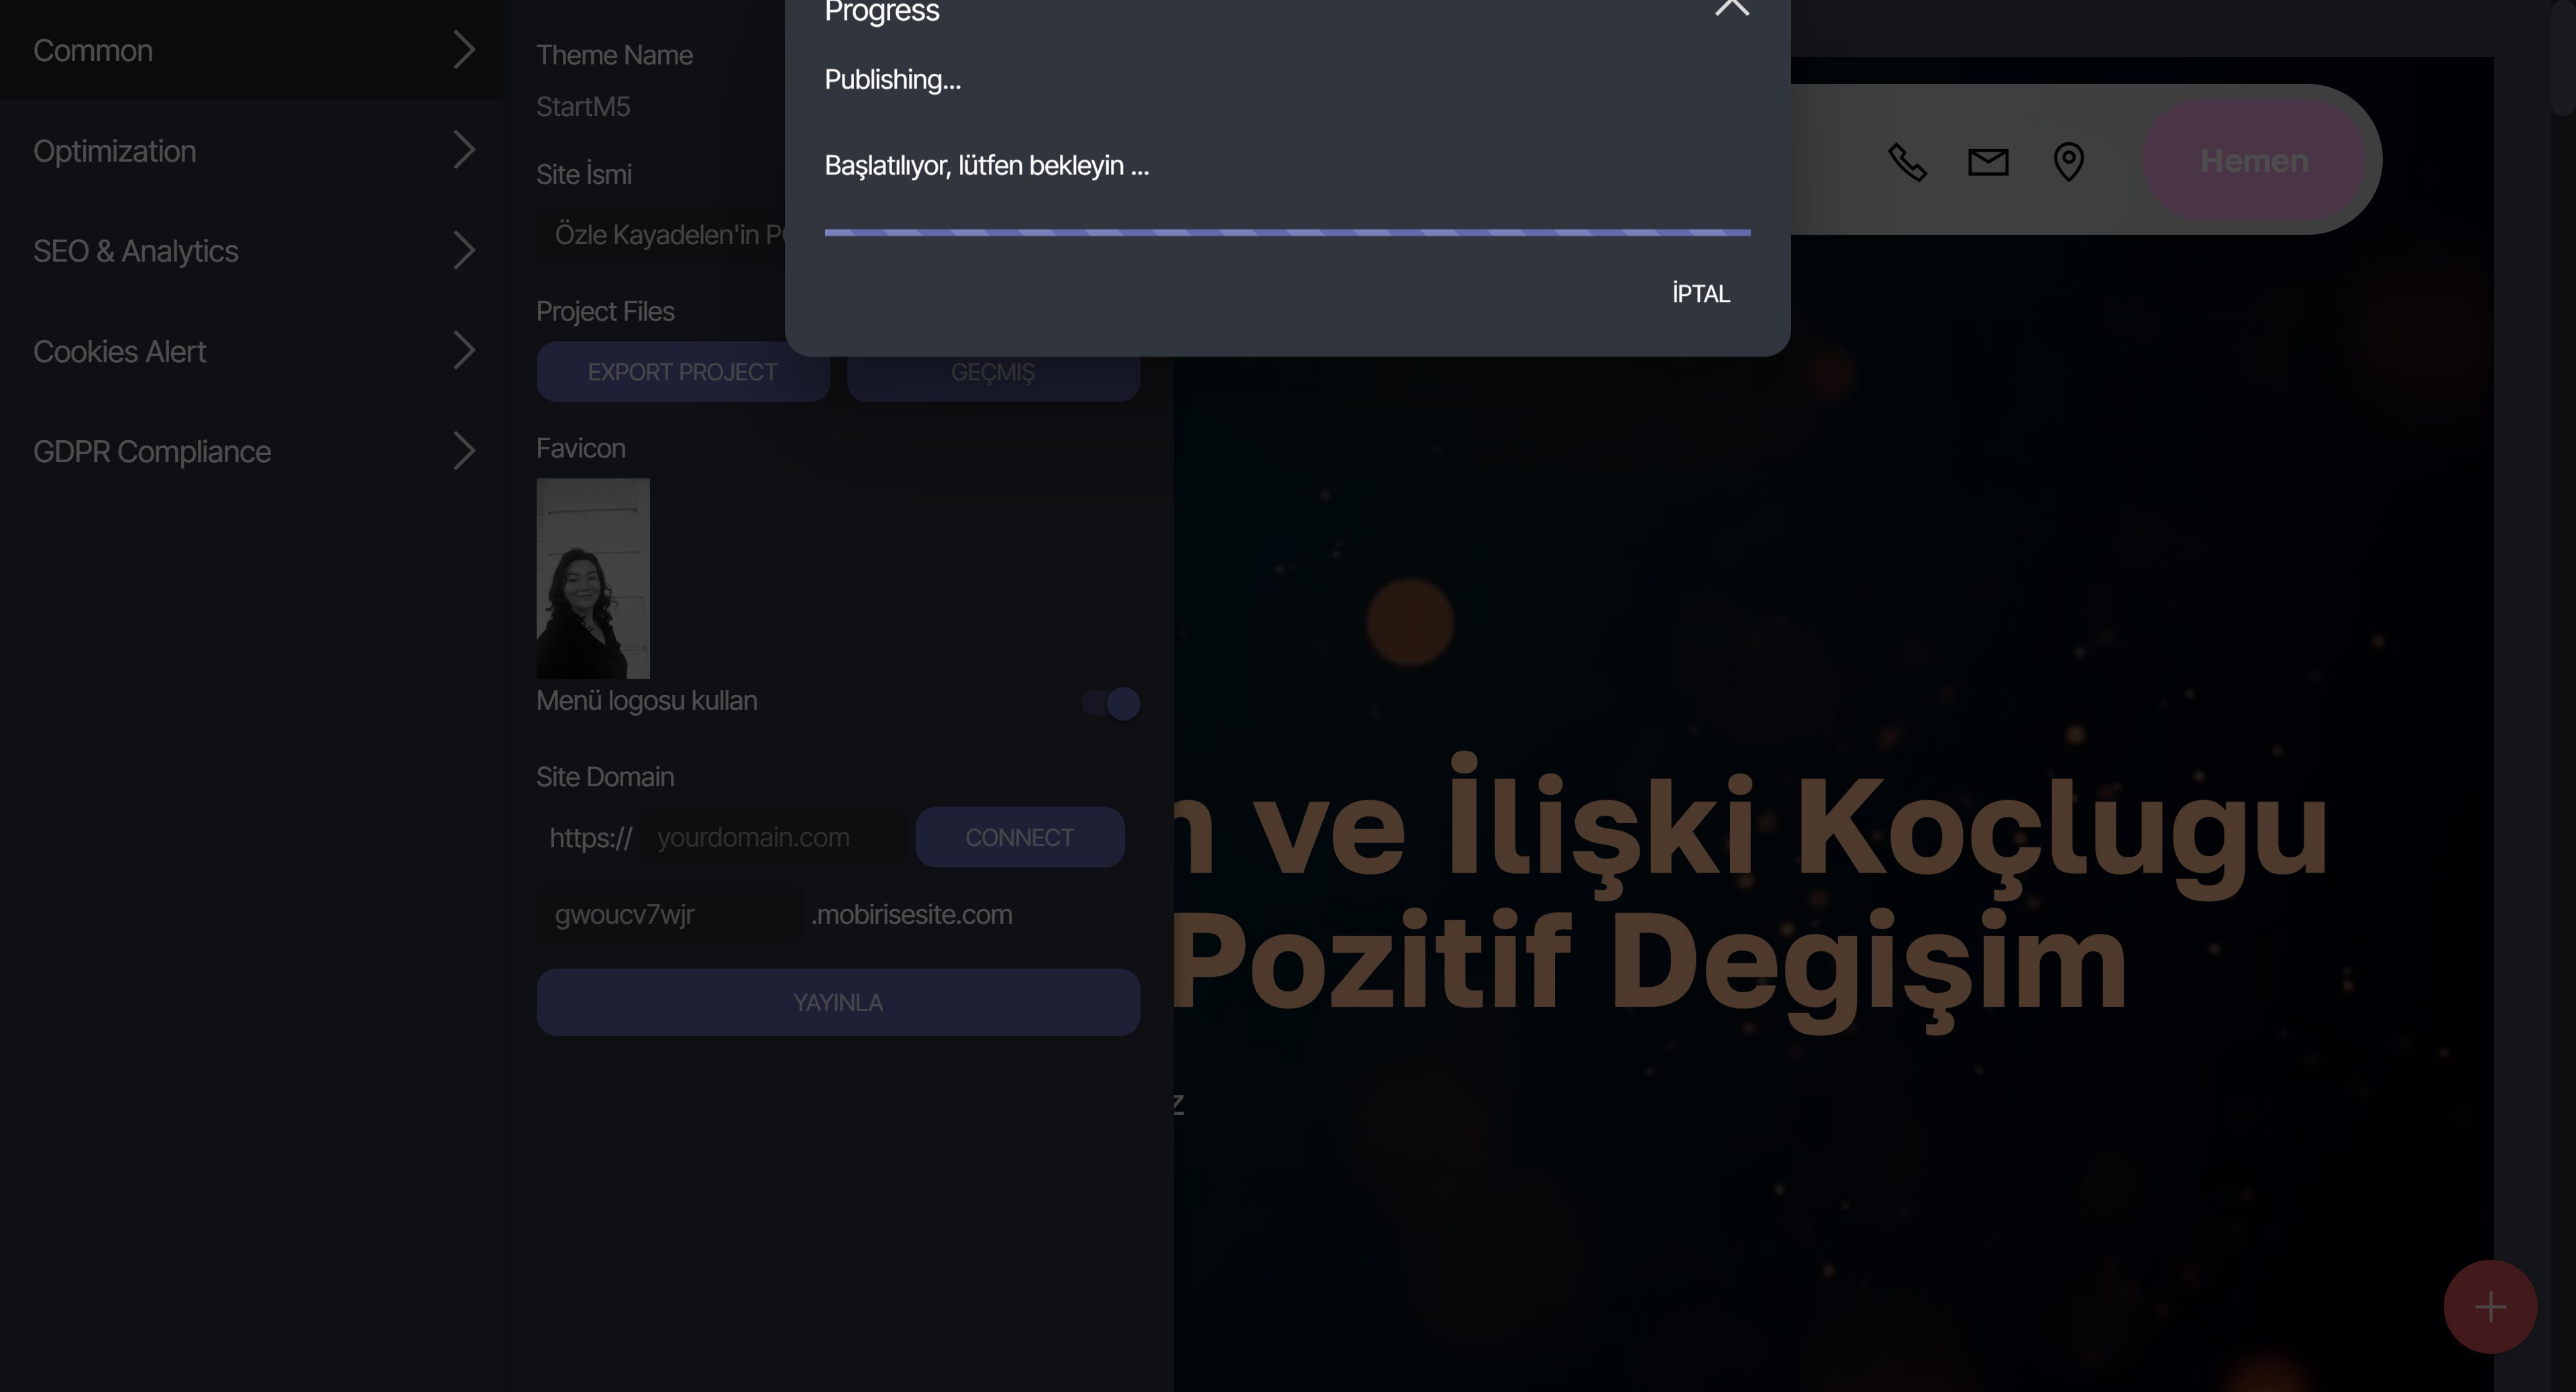 Common
Optimization
SEO & Analytics
Cookies Alert
GDPR Compliance
Theme Name
StartM5
Site İsmi
Özle Kayadelen'in
Project Files
EXPORT PROJECT
GEÇMİŞ
Favicon
Menü logosu kullan
Site Domain
https://
yourdomain.com
CONNECT
gwoucv7wjr
.mobirisesite.com
YAYINLA
Progress
Publishing...
Başlatılıyor, lütfen bekleyin ...
İPTAL
Hemen
ve İlişki Koçlugu
Pozitif Degişim